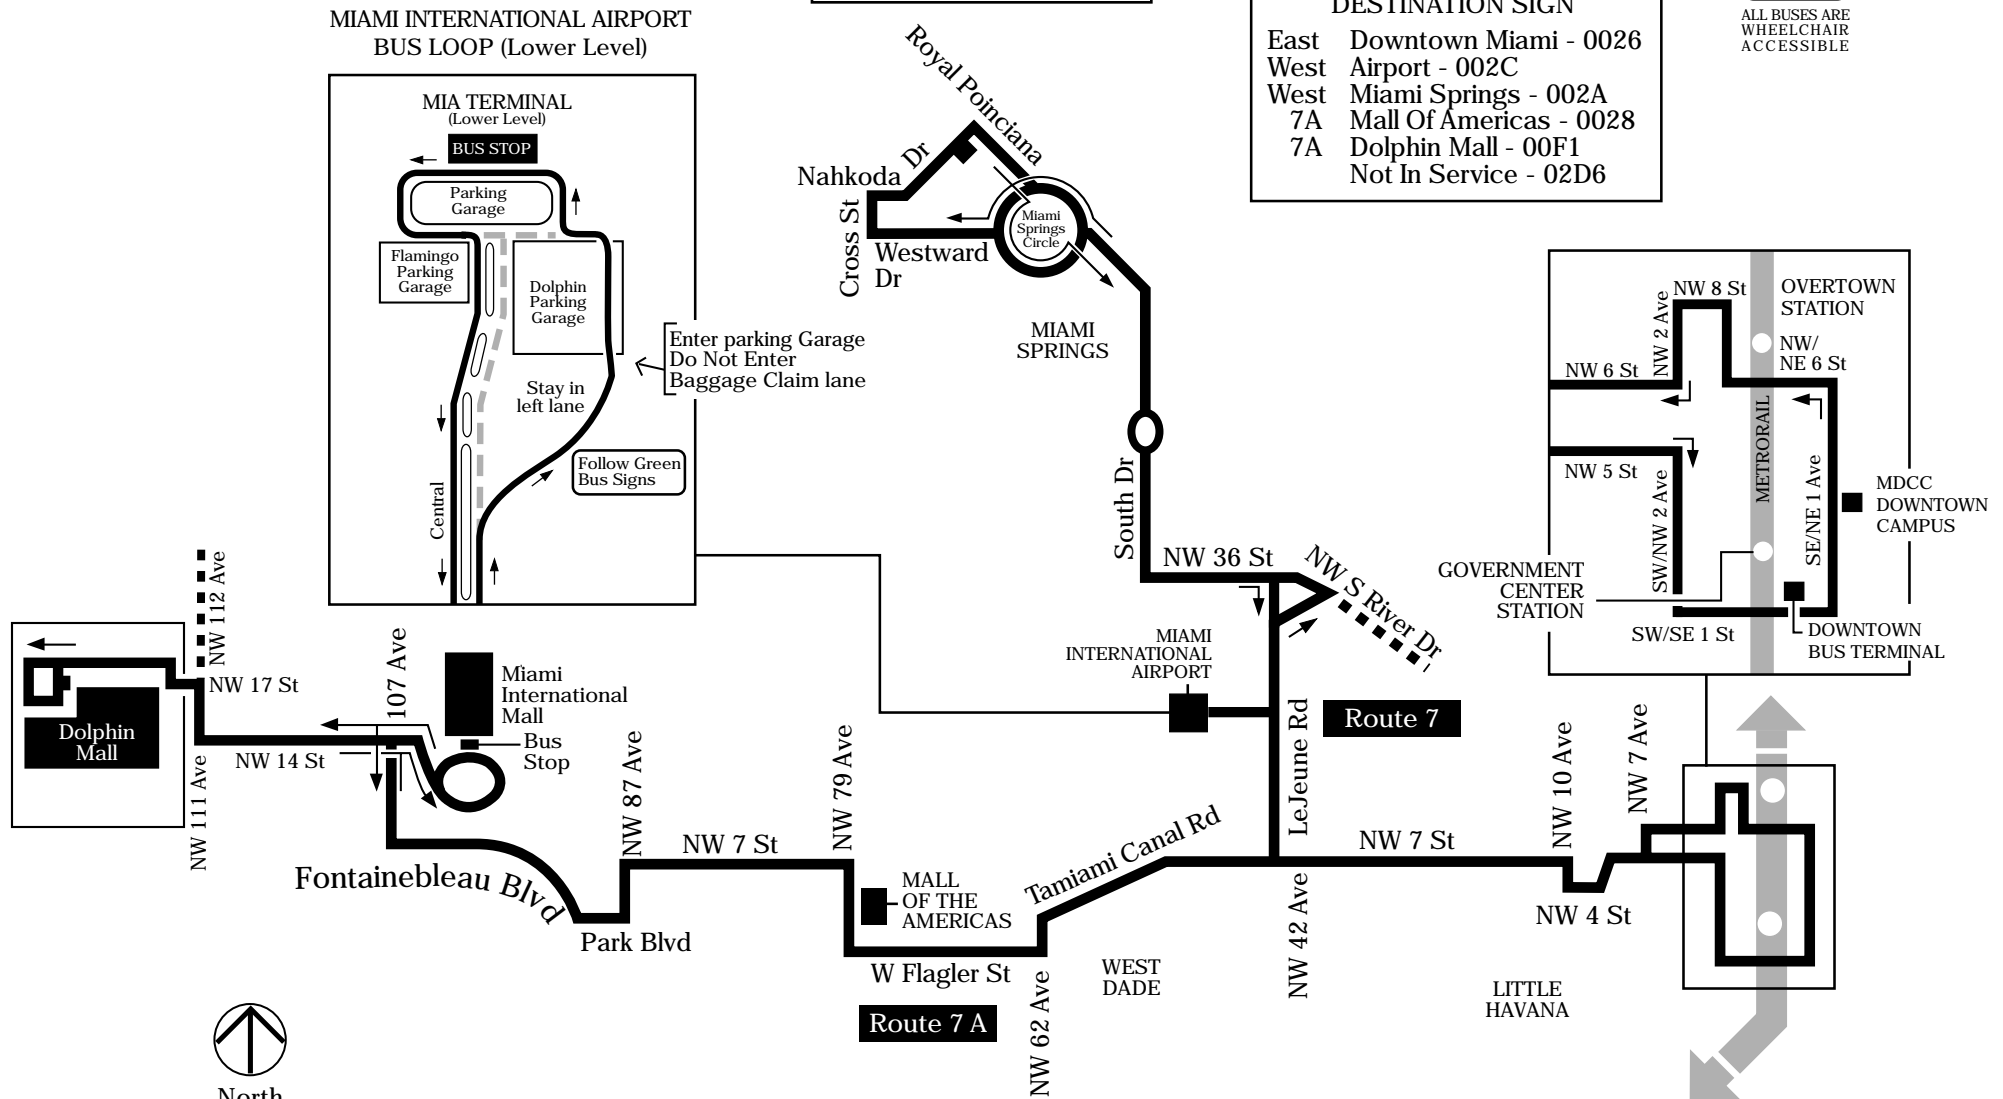 MIAMI INTERNATIONAL AIRPORT
BUS LOOP (Lower Level)
MIA TERMINAL
(Lower Level)
BUS STOP
Parking
Garage
Flamingo
Parking
Garage
Dolphin
Parking
Garage
Enter parking Garage
Do Not Enter
Baggage Claim lane
Stay in
left lane
Follow Green
Bus Signs
Central
DESTINATION SIGN
East Downtown Miami - 0026
West Airport - 002C
West Miami Springs - 002A
7A Mall Of Americas - 0028
7A Dolphin Mall - 00F1
Not In Service - 02D6
ALL BUSES ARE
WHEELCHAIR
ACCESSIBLE
Royal Poinciana
Nahkoda Dr
Cross St
Westward
Dr
Miami
Springs
Circle
MIAMI
SPRINGS
South Dr
NW 36 St
NW S River Dr
MIAMI
INTERNATIONAL
AIRPORT
LeJeune Rd
Route 7
OVERTOWN
STATION
NW 8 St
NW 2 Ave
NW/
NE 6 St
NW 6 St
METRORAIL
NW 5 St
SW/NW 2 Ave
SE/NE 1 Ave
MDCC
DOWNTOWN
CAMPUS
GOVERNMENT
CENTER
STATION
SW/SE 1 St
DOWNTOWN
BUS TERMINAL
NW 112 Ave
NW 17 St
Dolphin
Mall
NW 111 Ave
NW 14 St
107 Ave
Miami
International
Mall
Bus
Stop
Fontainebleau Blvd
Park Blvd
NW 87 Ave
NW 7 St
NW 79 Ave
MALL
OF THE
AMERICAS
W Flagler St
Route 7 A
NW 62 Ave
Tamiami Canal Rd
WEST
DADE
NW 42 Ave
NW 7 St
NW 10 Ave
NW 7 Ave
NW 4 St
LITTLE
HAVANA
North